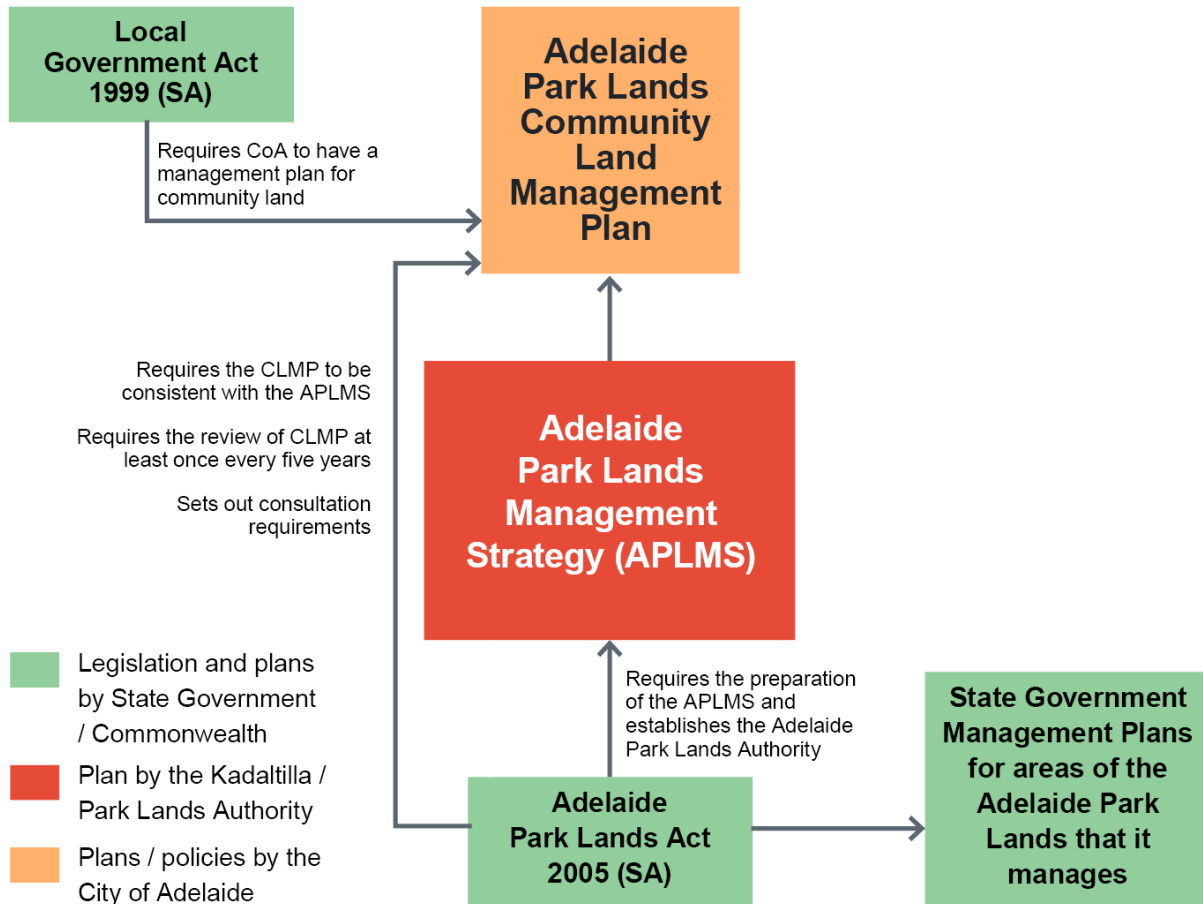 Local
Government Act
1999 (SA)
Adelaide
Park Lands
Community
Land
Management
Plan
Requires CoA to have a
management plan for
community land
Requires the CLMP to be
consistent with the APLMS
Requires the review of CLMP at
least once every five years
Sets out consultation
requirements
Adelaide
Park Lands
Management
Strategy (APLMS)
Requires the preparation
of the APLMS and
establishes the Adelaide
Park Lands Authority
Adelaide
Park Lands Act
2005 (SA)
State Government
Management Plans
for areas of the
Adelaide Park
Lands that it
manages
Legislation and plans
by State Government
/ Commonwealth
Plan by the Kadaltilla /
Park Lands Authority
Plans / policies by the
City of Adelaide